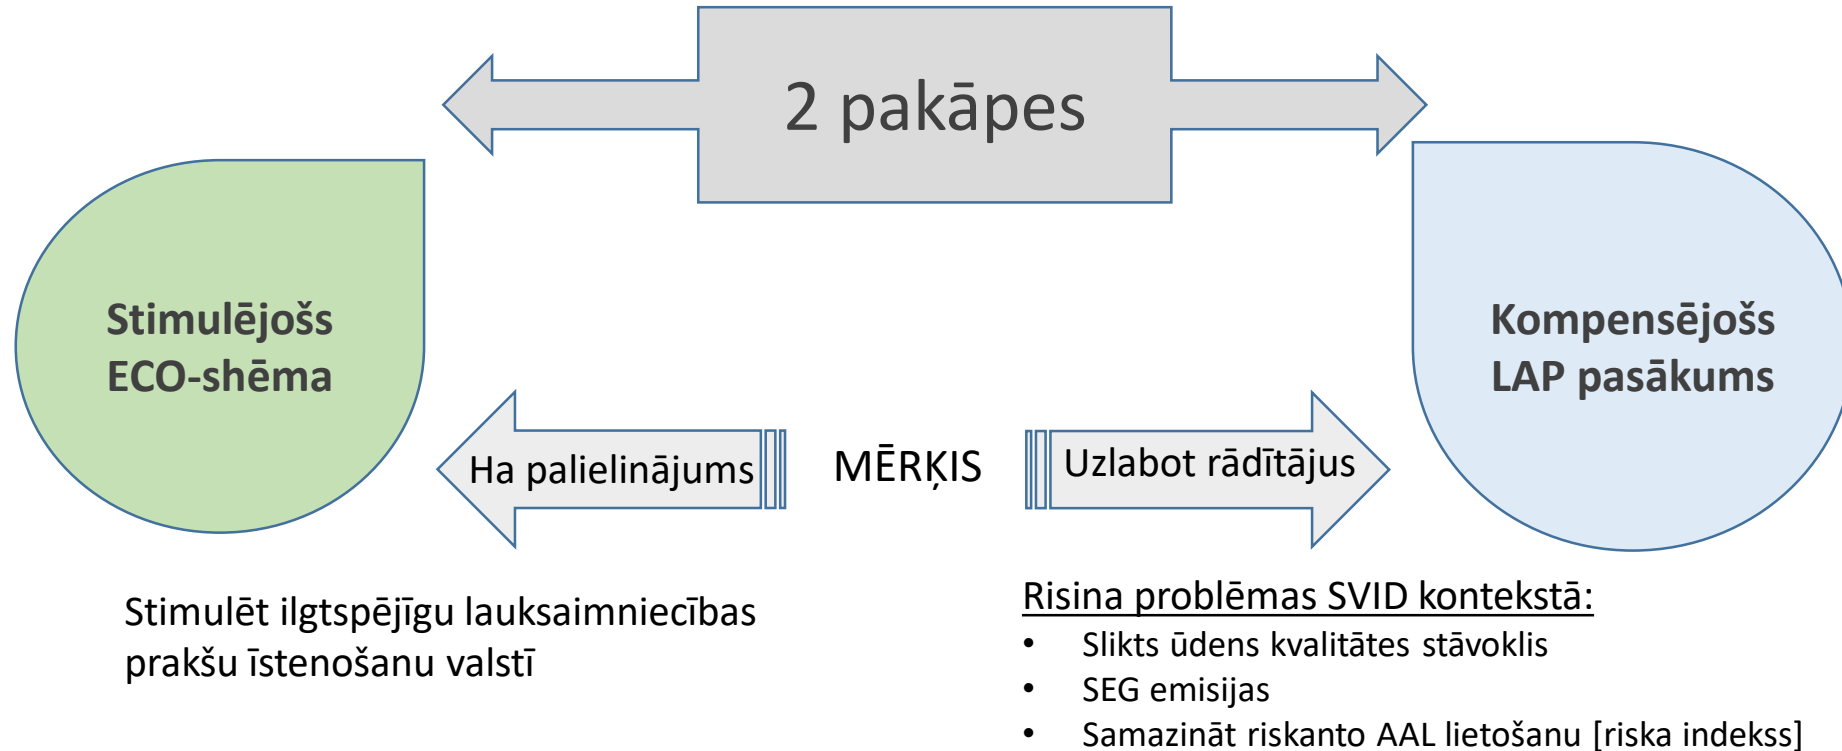 2 pakāpes
Stimulējošs
ECO-shēma
Kompensējošs
LAP pasākums
Ha palielinājums
MĒRĶIS
Uzlabot rādītājus
Stimulēt ilgtspējīgu lauksaimniecības
prakšu īstenošanu valstī
Risina problēmas SVID kontekstā:
• Slikts ūdens kvalitātes stāvoklis
• SEG emisijas
• Samazināt riskanto AAL lietošanu [riska indekss]